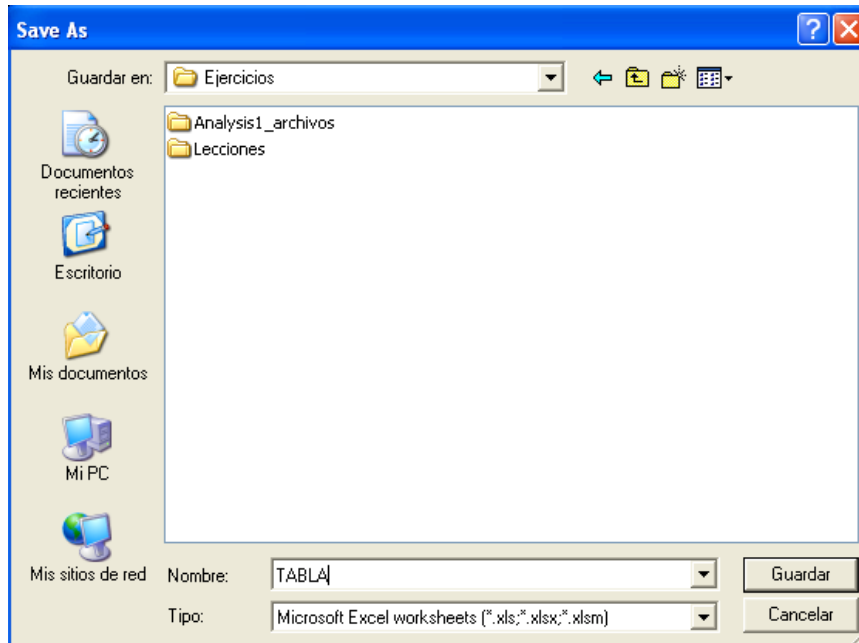 Save As
Guardar en: Ejercicios
Analysis1_archivos
Lecciones
Documentos
recientes
Escritorio
Mis documentos
Mi PC
Mis sitios de red
Nombre: TABLA Guardar
Tipo: Microsoft Excel worksheets (*.xls;*.xlsx;*.xlsm) Cancelar